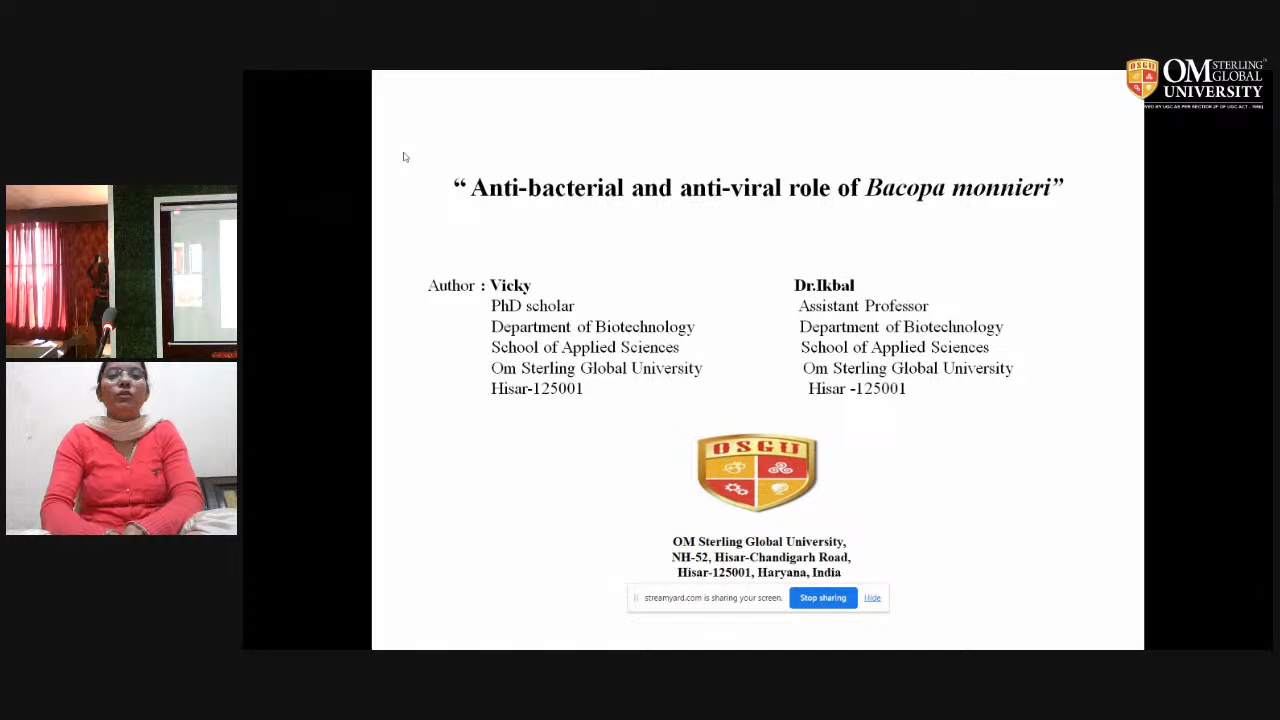 OSGU
OM STERLING
GLOBAL
UNIVERSITY
“ Anti-bacterial and anti-viral role of Bacopa monnieri”
Author : Vicky
PhD scholar
Department of Biotechnology
School of Applied Sciences
Om Sterling Global University
Hisar-125001
Dr.Ikbal
Assistant Professor
Department of Biotechnology
School of Applied Sciences
Om Sterling Global University
Hisar -125001
OSGU
OM Sterling Global University,
NH-52, Hisar-Chandigarh Road,
Hisar-125001, Haryana, India
streamyard.com is sharing your screen. Stop sharing Hide